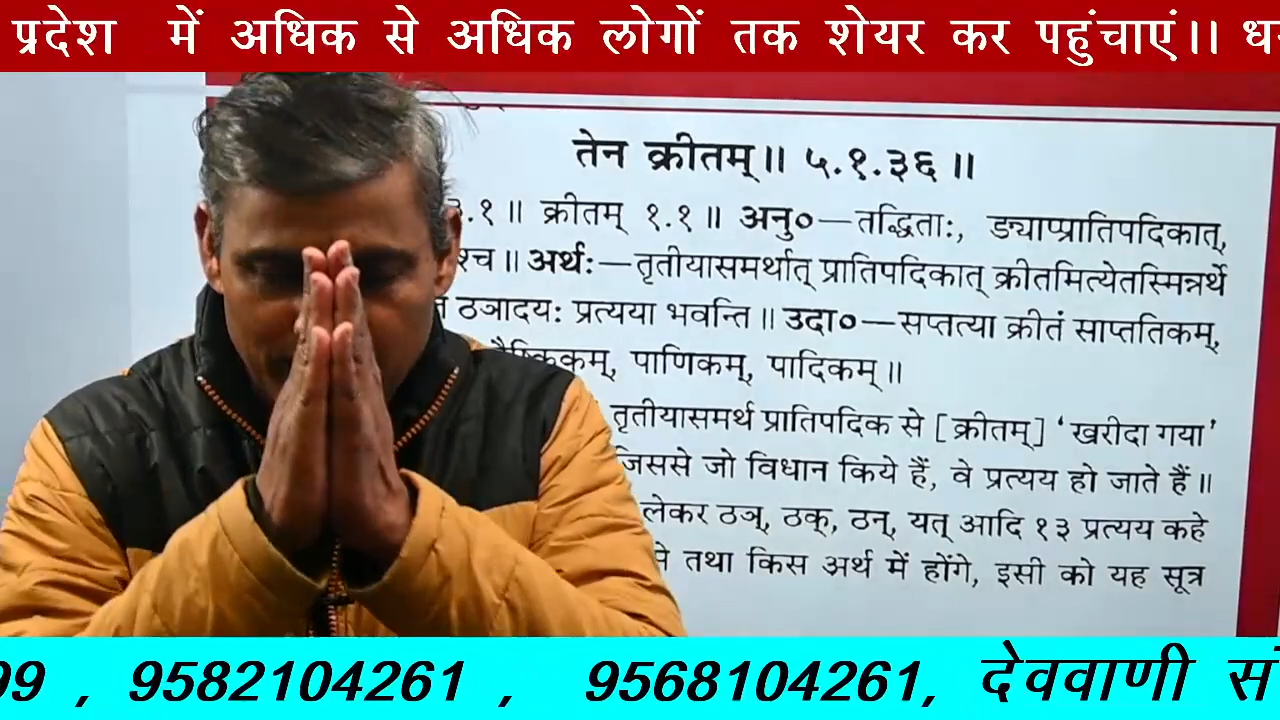 प्रदेश में अधिक से अधिक लोगों तक शेयर कर पहुंचाएं।।
तेन क्रीतम्॥ ५.१.३६॥
३.१॥ क्रीतम् १.१॥ अनु०—तद्धिताः, ङ्याप्प्रातिपदिकात्,
श्च॥ अर्थः—तृतीयासमर्थात् प्रातिपदिकात् क्रीतमित्येतस्मिन्नर्थे
ठञादयः प्रत्यया भवन्ति॥ उदा०—सप्तत्या क्रीतं साप्ततिकम्,
पाणिकम्, पादिकम्॥
तृतीयासमर्थ प्रातिपदिक से [क्रीतम्] ‘खरीदा गया’
जिससे जो विधान किये हैं, वे प्रत्यय हो जाते हैं॥
लेकर ठञ्, ठक्, ठन्, यत् आदि १३ प्रत्यय कहे
तथा किस अर्थ में होंगे, इसी को यह सूत्र
99 , 9582104261 , 9568104261, देववाणी